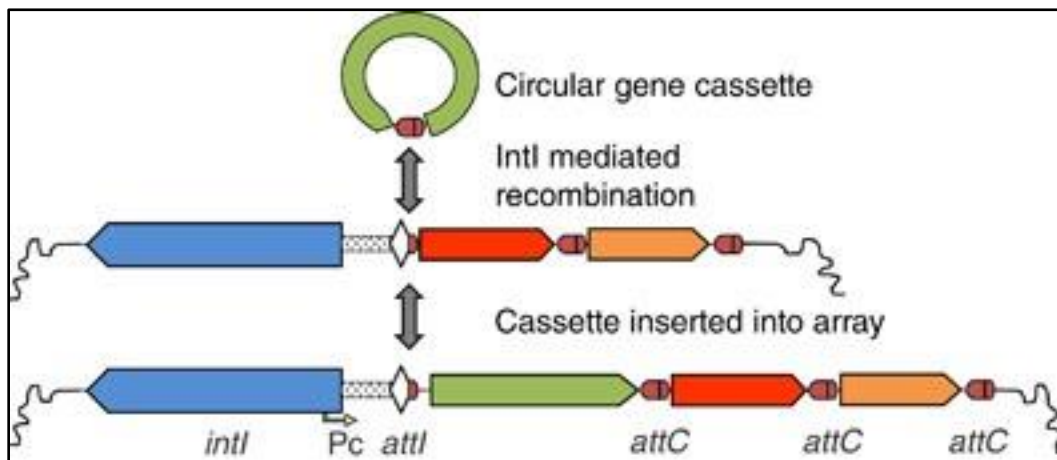 Circular gene cassette
IntI mediated
recombination
Cassette inserted into array
intI Pc attI attC attC attC